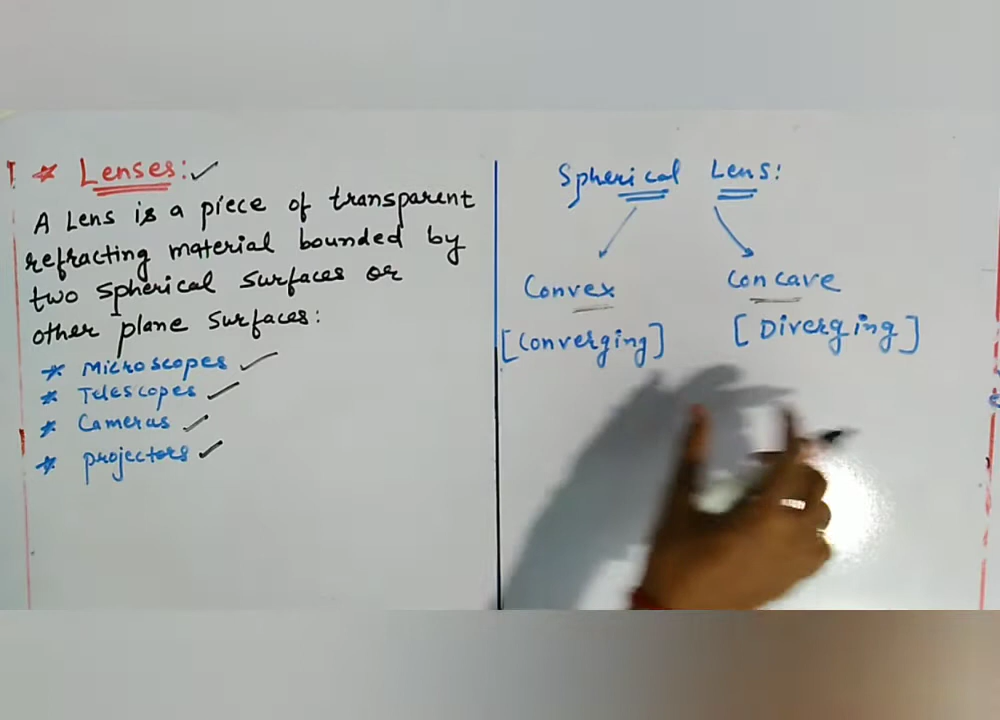 * Lenses:
A Lens is a piece of transparent
refracting material bounded by
two spherical surfaces or
other plane surfaces:
* Microscopes
* Telescopes
* Cameras
* projectors
Spherical Lens:
Convex
Concave
[Converging]
[Diverging]